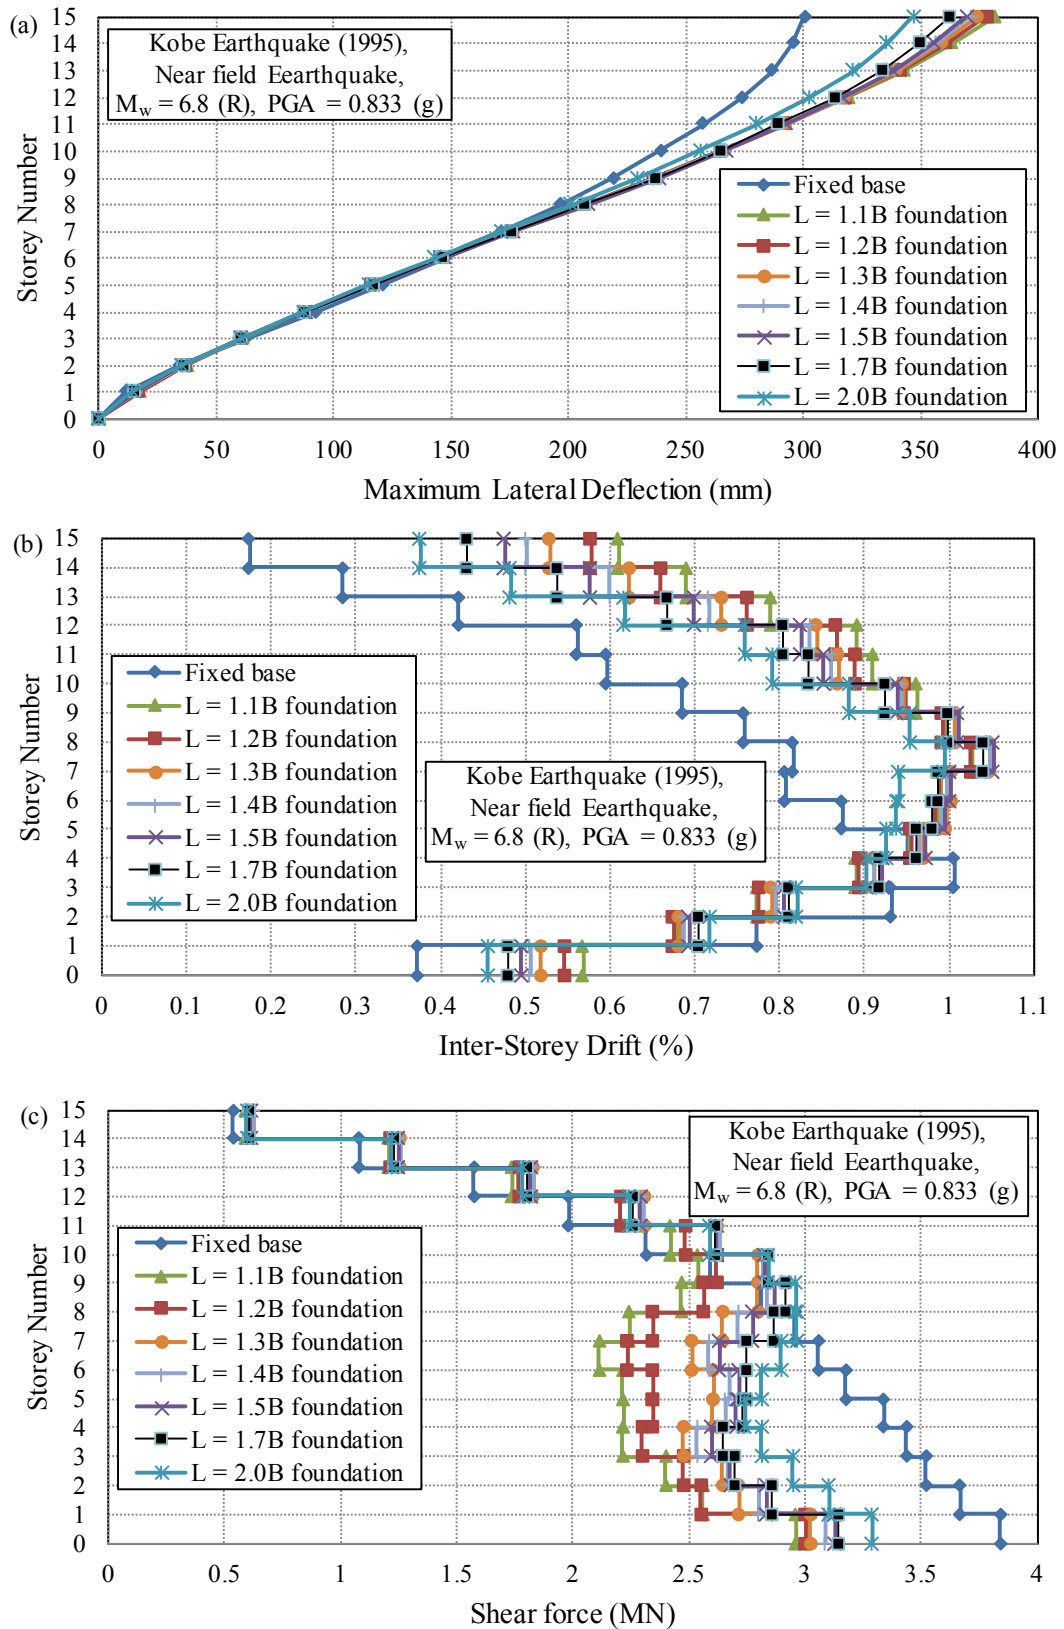 (a)
Kobe Earthquake (1995),
Near field Eearthquake,
Mw = 6.8 (R), PGA = 0.833 (g)
Storey Number
15
14
13
12
11
10
9
8
7
6
5
4
3
2
1
0
Fixed base
L = 1.1B foundation
L = 1.2B foundation
L = 1.3B foundation
L = 1.4B foundation
L = 1.5B foundation
L = 1.7B foundation
L = 2.0B foundation
0 50 100 150 200 250 300 350 400
Maximum Lateral Deflection (mm)
(b)
Storey Number
15
14
13
12
11
10
9
8
7
6
5
4
3
2
1
0
Fixed base
L = 1.1B foundation
L = 1.2B foundation
L = 1.3B foundation
L = 1.4B foundation
L = 1.5B foundation
L = 1.7B foundation
L = 2.0B foundation
Kobe Earthquake (1995),
Near field Eearthquake,
Mw = 6.8 (R), PGA = 0.833 (g)
0 0.1 0.2 0.3 0.4 0.5 0.6 0.7 0.8 0.9 1 1.1
Inter-Storey Drift (%)
(c)
Storey Number
15
14
13
12
11
10
9
8
7
6
5
4
3
2
1
0
Kobe Earthquake (1995),
Near field Eearthquake,
Mw = 6.8 (R), PGA = 0.833 (g)
Fixed base
L = 1.1B foundation
L = 1.2B foundation
L = 1.3B foundation
L = 1.4B foundation
L = 1.5B foundation
L = 1.7B foundation
L = 2.0B foundation
0 0.5 1 1.5 2 2.5 3 3.5 4
Shear force (MN)